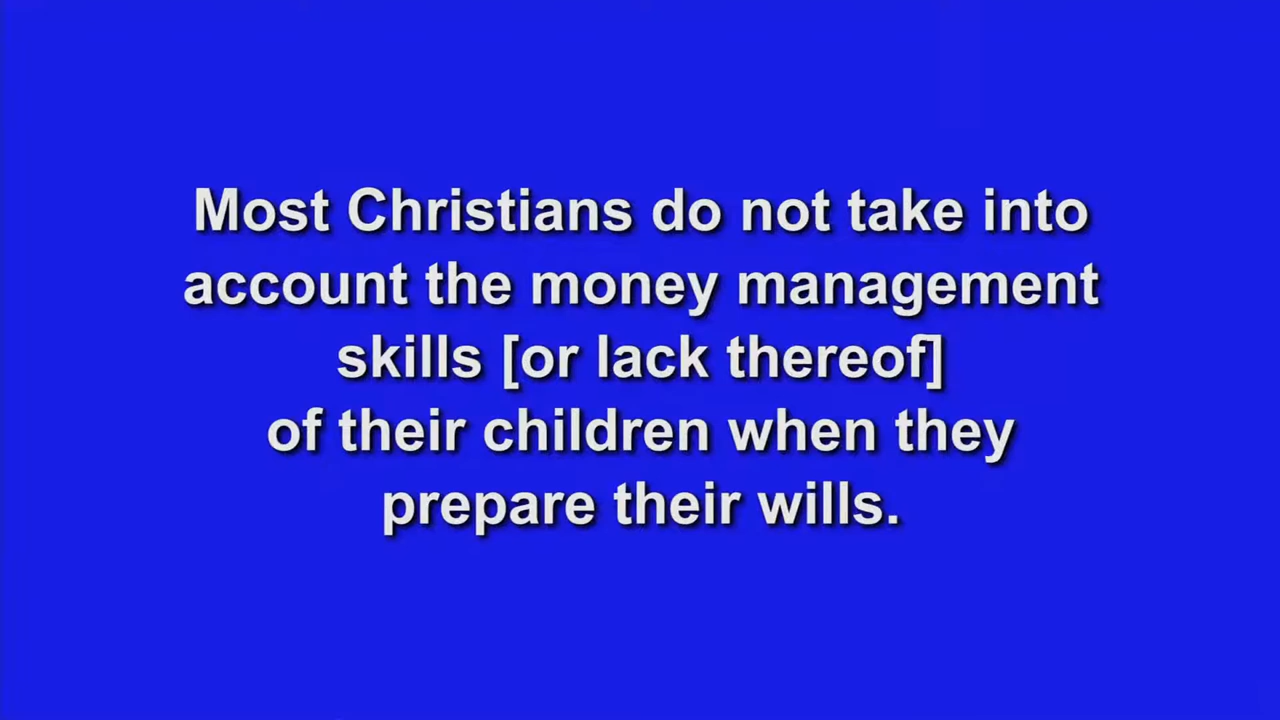 Most Christians do not take into
account the money management
skills [or lack thereof]
of their children when they
prepare their wills.